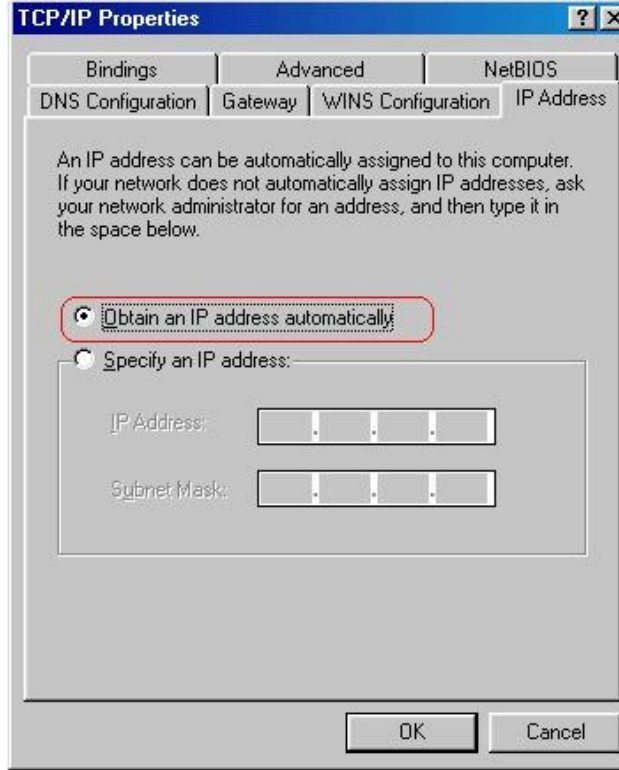 TCP/IP Properties
Bindings Advanced NetBIOS
DNS Configuration Gateway WINS Configuration IP Address
An IP address can be automatically assigned to this computer.
If your network does not automatically assign IP addresses, ask
your network administrator for an address, and then type it in
the space below.
Obtain an IP address automatically
Specify an IP address:
IP Address:
Subnet Mask:
OK Cancel